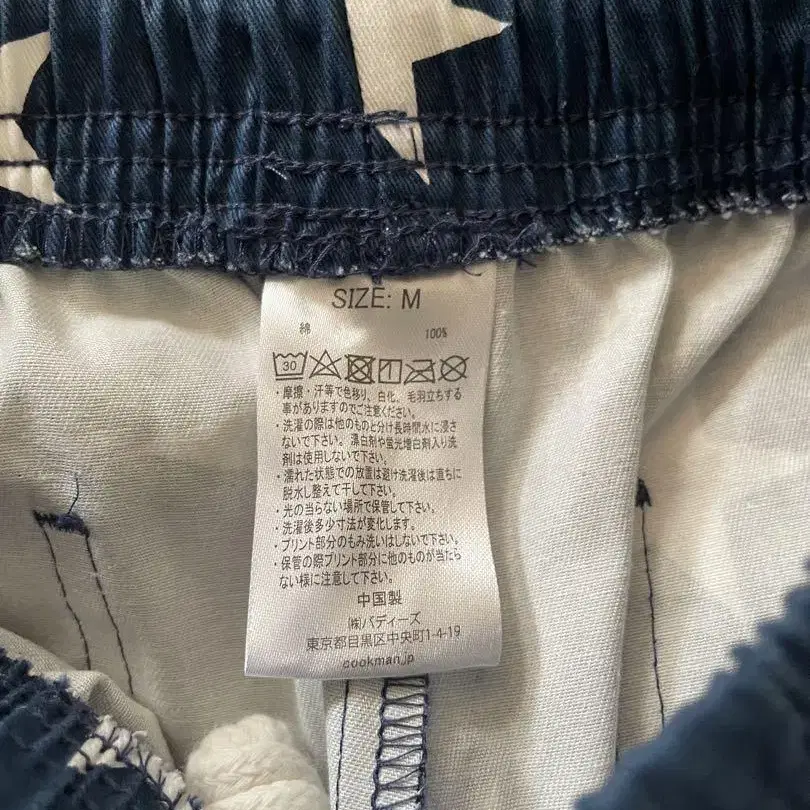 SIZE: M
綿 100%
30
・摩擦・汗等で色移り、白化、毛羽立ちする
事がありますのでご注意ください。
・洗濯の際は他のものと分け長時間水に浸さ
ないで下さい。漂白剤や蛍光増白剤入り洗
剤は使用しないで下さい。
・濡れた状態での放置は避け洗濯後は直ちに
脱水し整えて干して下さい。
・光の当らない場所で保管して下さい。
・洗濯後多少寸法が変化します。
・プリント部分のもみ洗いはしないで下さい。
・保管の際プリント部分に他のものが当たら
ない様に注意して下さい。
中国製
㈱バディーズ
東京都目黒区中央町1-4-19
cookman.jp